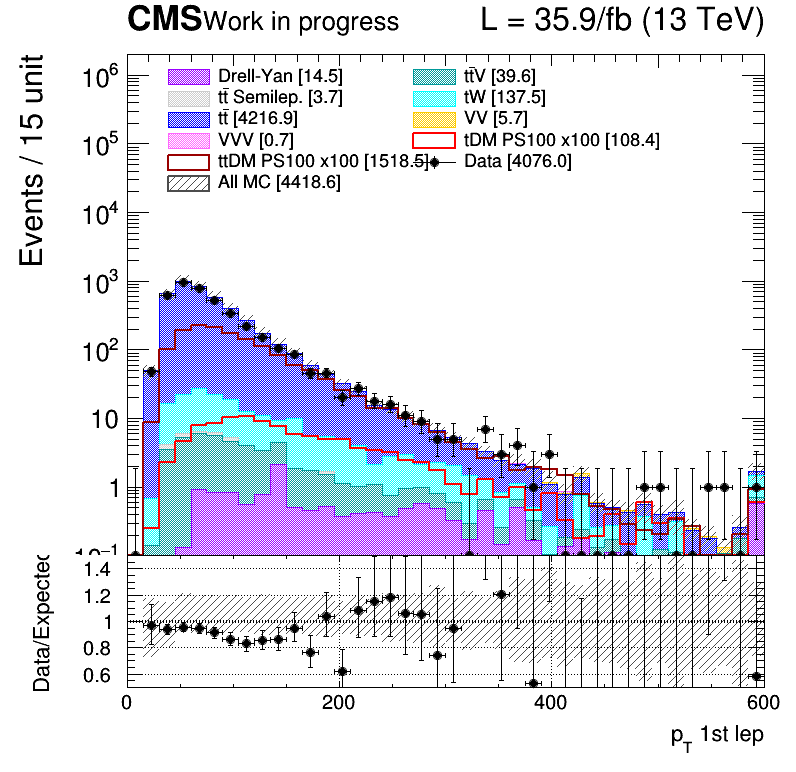 CMS Work in progress L = 35.9/fb (13 TeV)
Events / 15 unit
Drell-Yan [14.5] tt̄V [39.6]
tt̄ Semilep. [3.7] tW [137.5]
tt̄ [4216.9] VV [5.7]
VVV [0.7] tDM PS100 x100 [108.4]
ttDM PS100 x100 [1518.5] Data [4076.0]
All MC [4418.6]
10⁶
10⁵
10⁴
10³
10²
10
1
10⁻¹
Data/Expected
1.4
1.2
1
0.8
0.6
0 200 400 600
p_T 1st lep